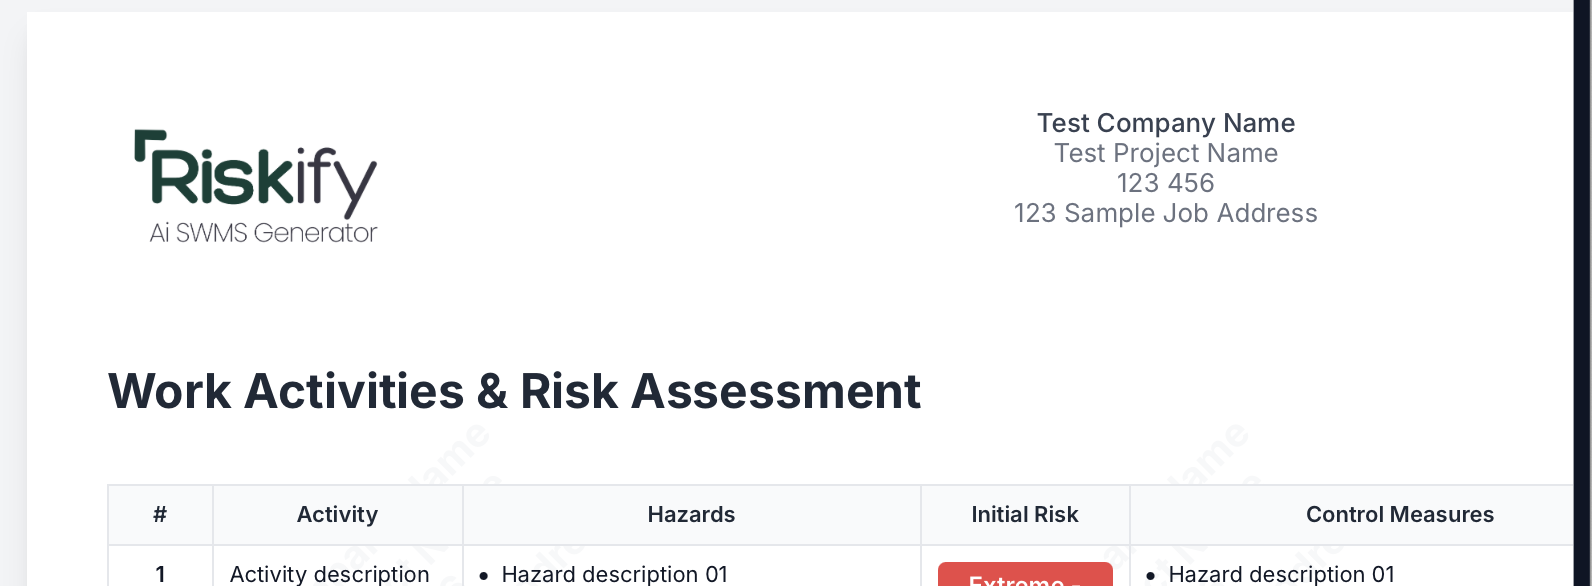 Riskify
Ai SWMS Generator
Test Company Name
Test Project Name
123 456
123 Sample Job Address
Work Activities & Risk Assessment
# Activity Hazards Initial Risk Control Measures
1 Activity description • Hazard description 01 Extreme - • Hazard description 01